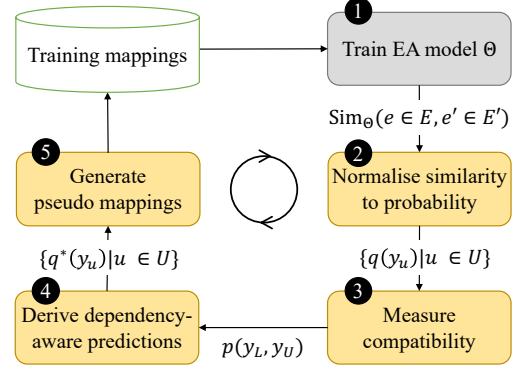 Training mappings
1
Train EA model Θ
Sim_Θ(e ∈ E, e′ ∈ E′)
2
Normalise similarity
to probability
{q(y_u)|u ∈ U}
3
Measure
compatibility
p(y_L, y_U)
4
Derive dependency-
aware predictions
{q*(y_u)|u ∈ U}
5
Generate
pseudo mappings